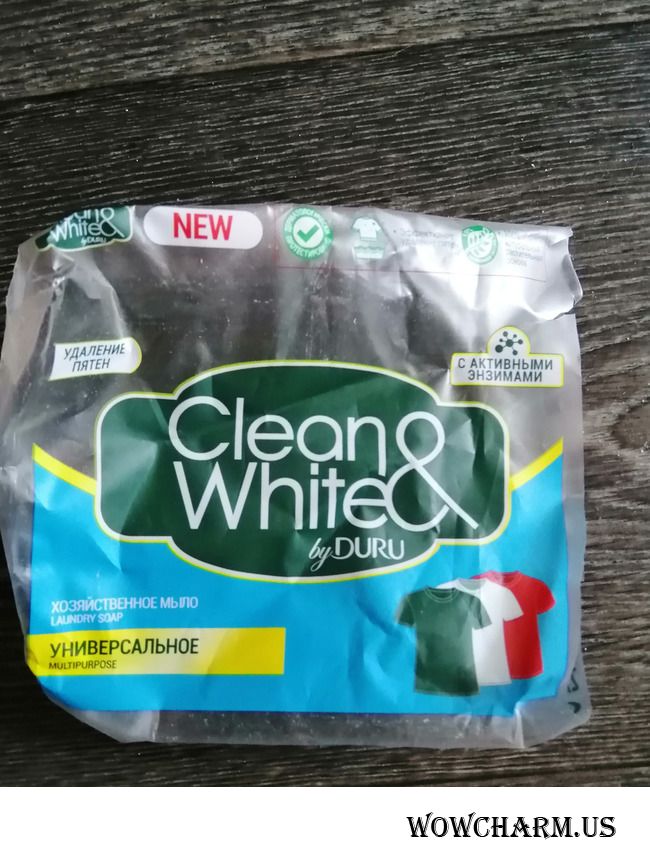 White&
by DURU
NEW
УДАЛЕНИЕ
ПЯТЕН
С АКТИВНЫМИ
ЭНЗИМАМИ
Clean
White&
by DURU
ХОЗЯЙСТВЕННОЕ МЫЛО
LAUNDRY SOAP
УНИВЕРСАЛЬНОЕ
MULTIPURPOSE
WOWCHARM.US